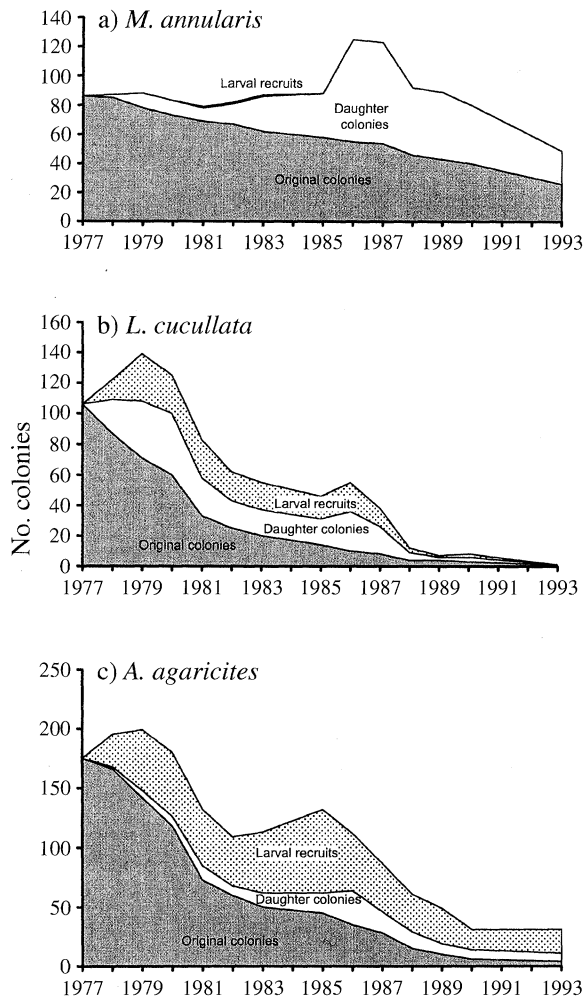 a) M. annularis
140
120
100
80
60
40
20
0
Larval recruits
Daughter
colonies
Original colonies
1977 1979 1981 1983 1985 1987 1989 1991 1993
b) L. cucullata
No. colonies
160
140
120
100
80
60
40
20
0
Larval recruits
Daughter colonies
Original colonies
1977 1979 1981 1983 1985 1987 1989 1991 1993
c) A. agaricites
250
200
150
100
50
0
Larval recruits
Daughter colonies
Original colonies
1977 1979 1981 1983 1985 1987 1989 1991 1993